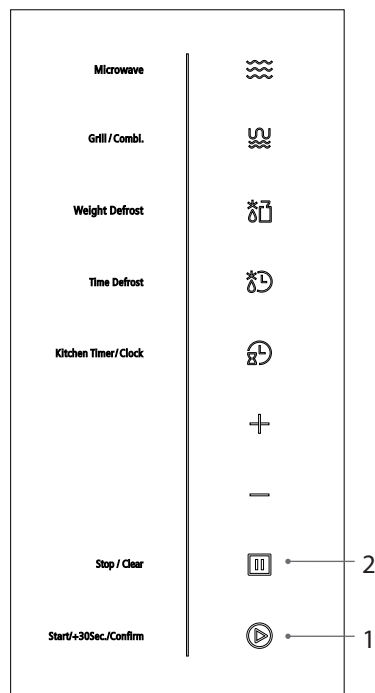 Microwave
Grill / Combi.
Weight Defrost
Time Defrost
Kitchen Timer/Clock
+
−
Stop / Clear
2
Start/+30Sec./Confirm
1